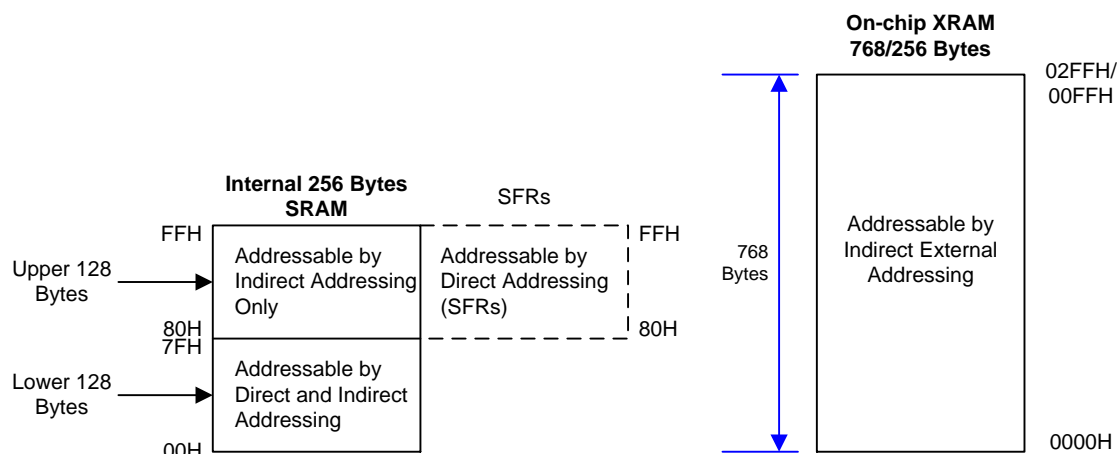 On-chip XRAM
768/256 Bytes
02FFH/
00FFH
Internal 256 Bytes
SRAM
SFRs
FFH
FFH
Upper 128
Bytes
Addressable by
Indirect Addressing
Only
Addressable by
Direct Addressing
(SFRs)
80H
80H
7FH
Lower 128
Bytes
Addressable by
Direct and Indirect
Addressing
00H
768
Bytes
Addressable by
Indirect External
Addressing
0000H